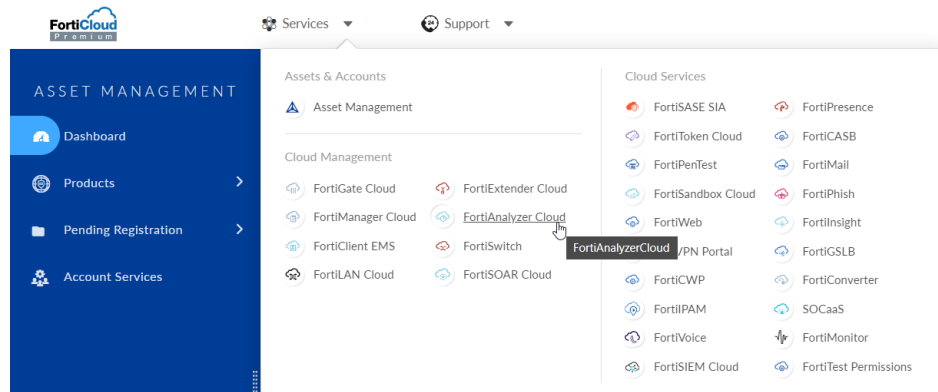 FortiCloud
Premium
Services
Support
ASSET MANAGEMENT
Dashboard
Products
Pending Registration
Account Services
Assets & Accounts
Asset Management
Cloud Management
FortiGate Cloud
FortiExtender Cloud
FortiManager Cloud
FortiAnalyzer Cloud
FortiClient EMS
FortiSwitch
FortiLAN Cloud
FortiSOAR Cloud
FortiAnalyzerCloud
Cloud Services
FortiSASE SIA
FortiPresence
FortiToken Cloud
FortiCASB
FortiPenTest
FortiMail
FortiSandbox Cloud
FortiPhish
FortiWeb
FortiInsight
/PN Portal
FortiGSLB
FortiCWP
FortiConverter
FortiIPAM
SOCaaS
FortiVoice
FortiMonitor
FortiSIEM Cloud
FortiTest Permissions